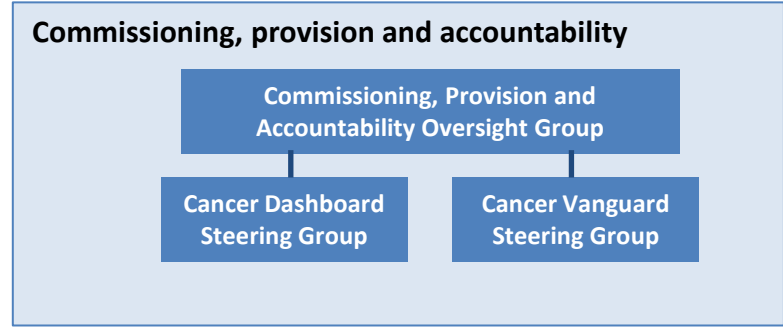 Commissioning, provision and accountability
Commissioning, Provision and
Accountability Oversight Group
Cancer Dashboard
Steering Group
Cancer Vanguard
Steering Group